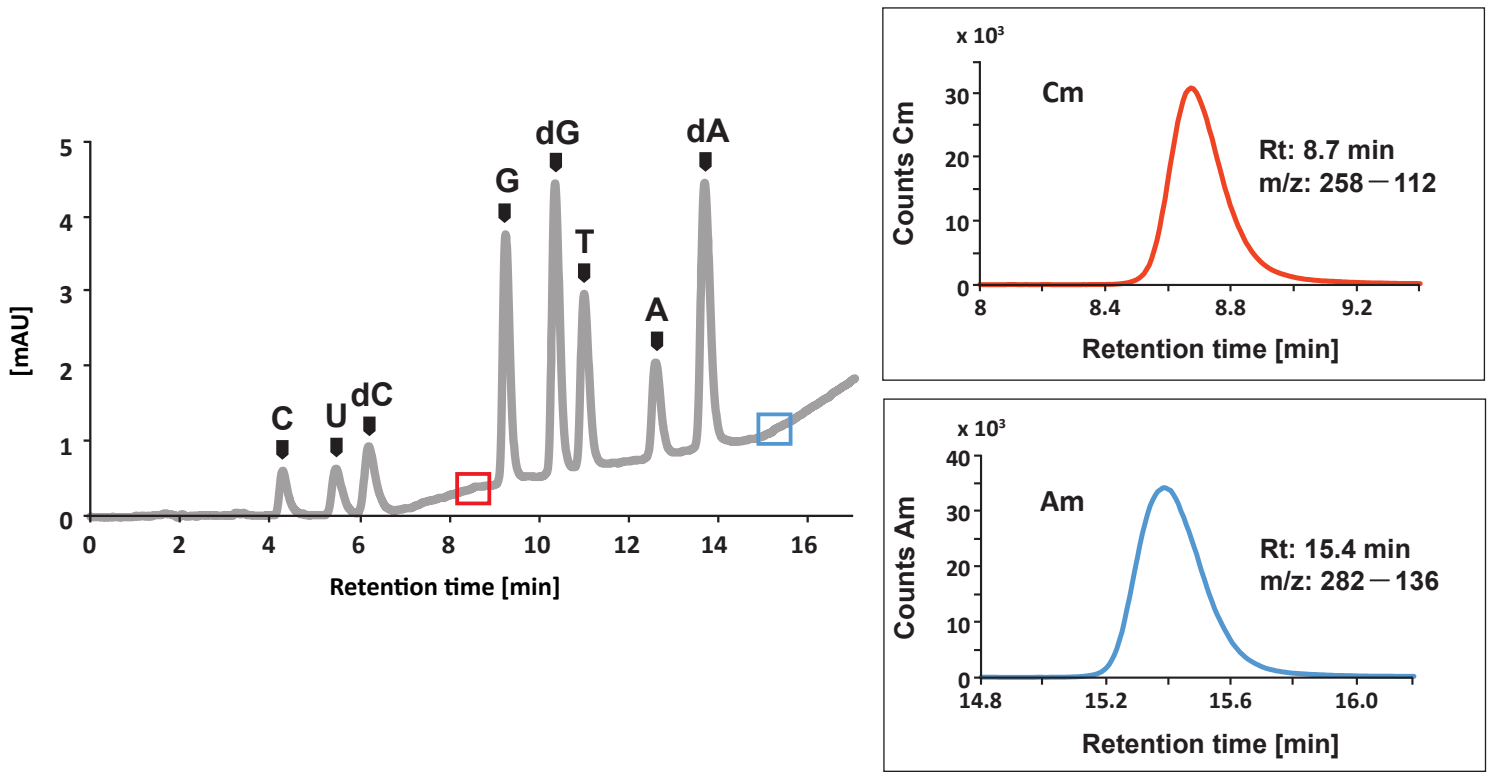 [mAU]
5
4
3
2
1
0
C
U
dC
G
dG
T
A
dA
0 2 4 6 8 10 12 14 16
Retention time [min]
x 10³
Counts Cm
30
20
10
0
Cm
Rt: 8.7 min
m/z: 258 — 112
8 8.4 8.8 9.2
Retention time [min]
x 10³
Counts Am
40
30
20
10
0
Am
Rt: 15.4 min
m/z: 282 — 136
14.8 15.2 15.6 16.0
Retention time [min]